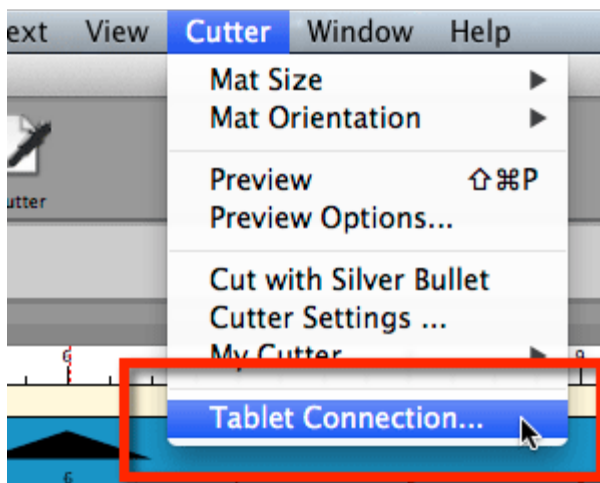 ext View Cutter Window Help
Mat Size
Mat Orientation
utter
Preview ⇧⌘P
Preview Options...
Cut with Silver Bullet
Cutter Settings ...
My Cutter
6 9
Tablet Connection...
6